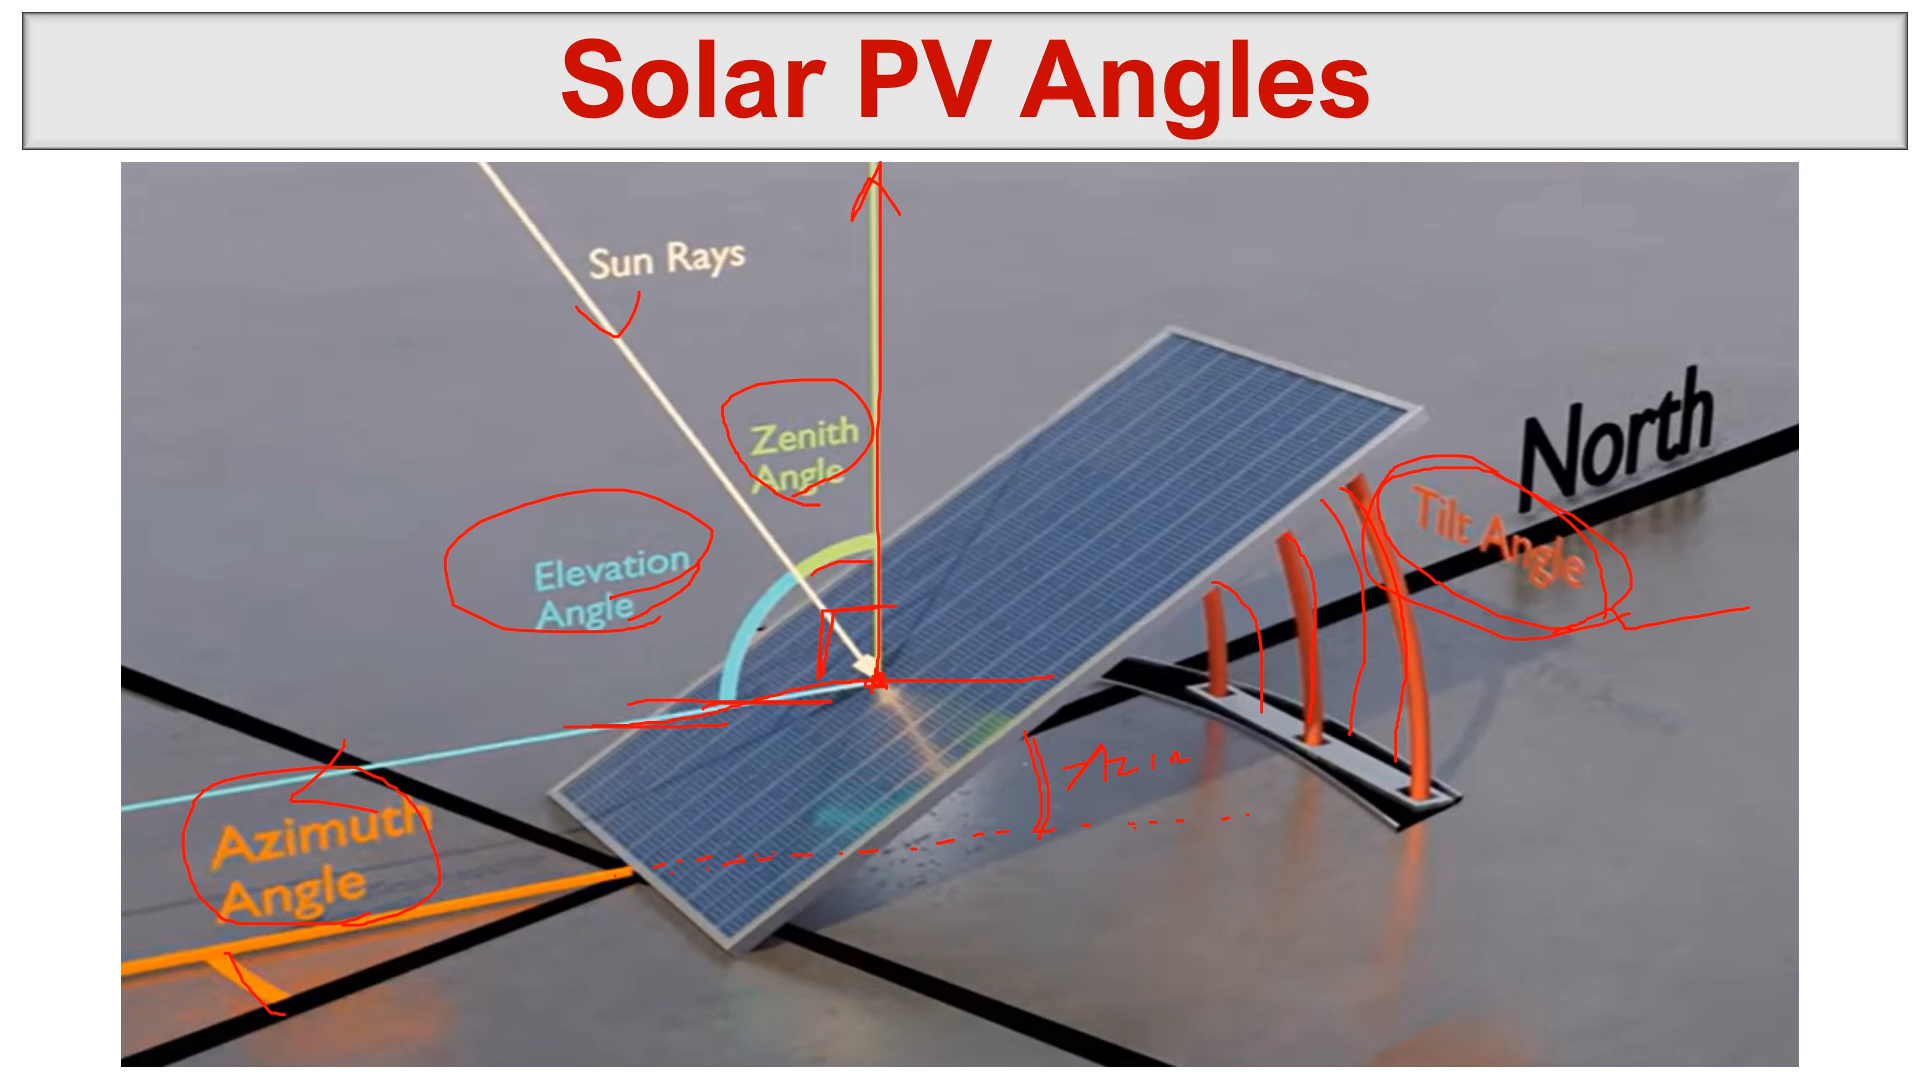 Solar PV Angles
Sun Rays
Zenith
Angle
North
Elevation
Angle
Tilt Angle
Azimuth
Angle